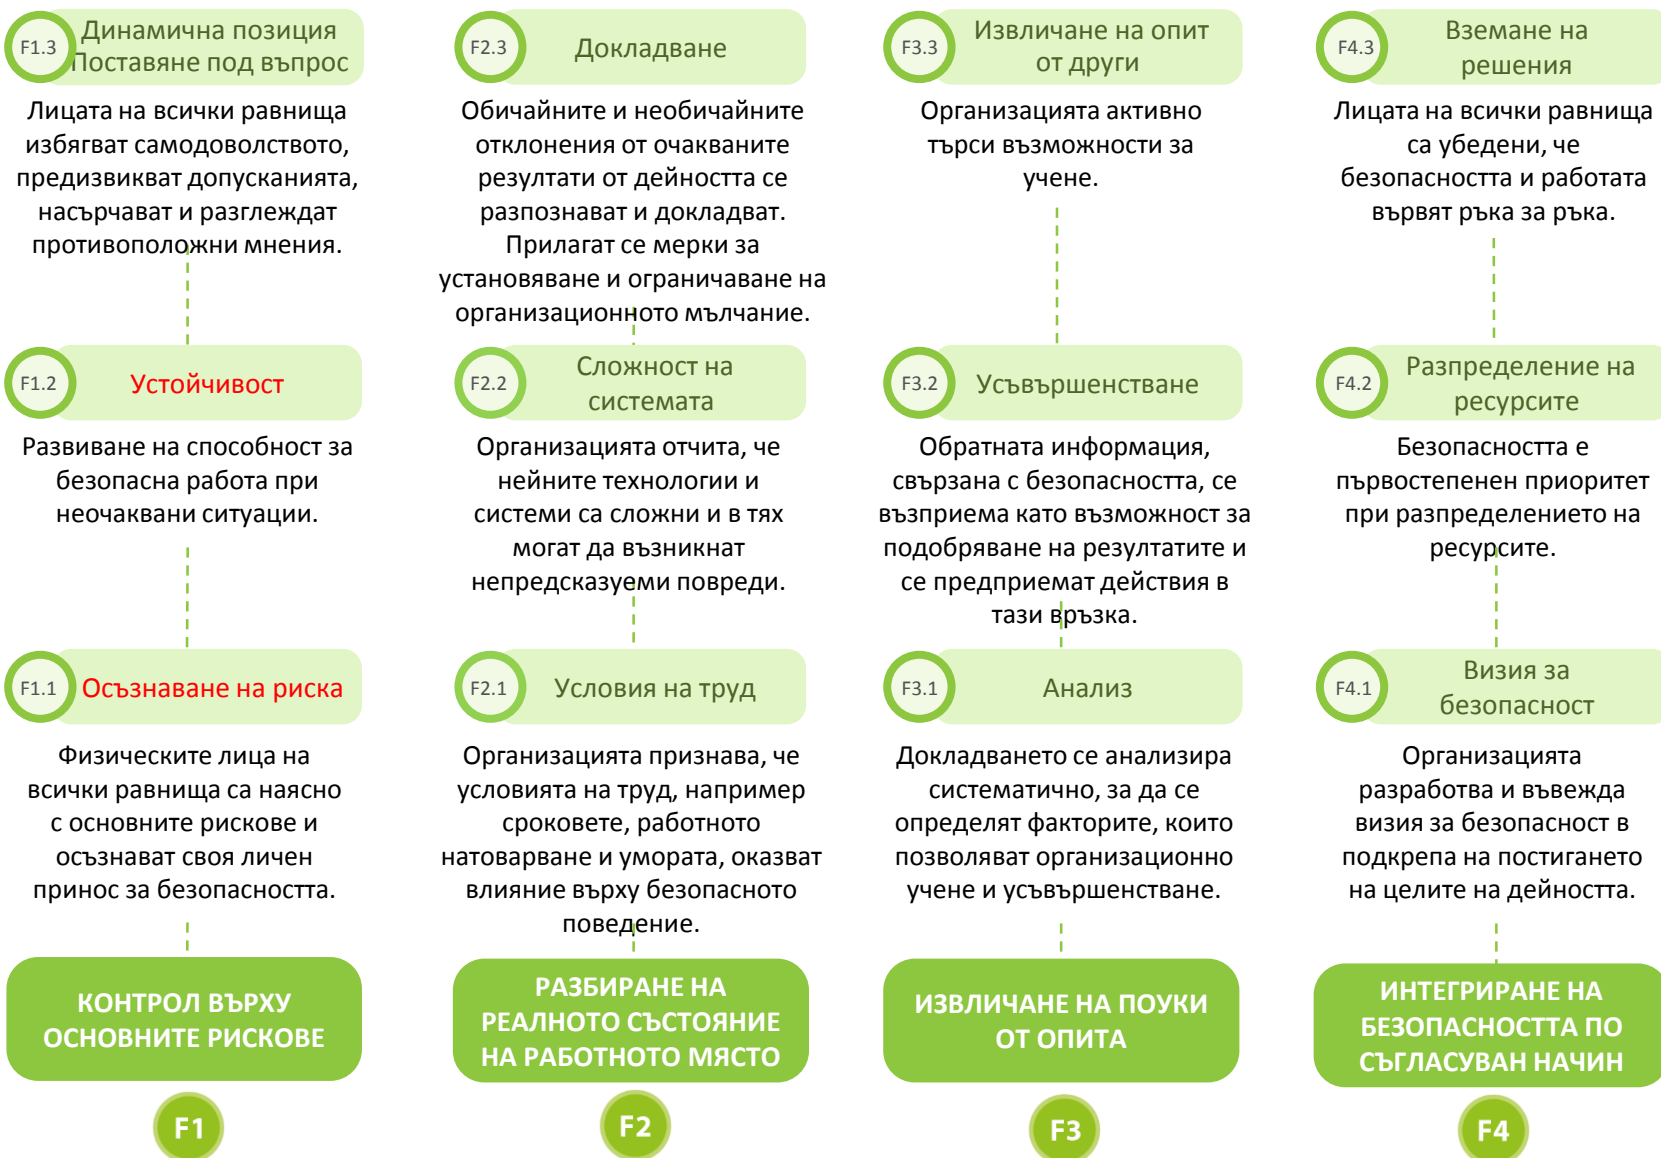 F1.3
Динамична позиция
Поставяне под въпрос
Лицата на всички равнища
избягват самодоволството,
предизвикват допусканията,
насърчават и разглеждат
противоположни мнения.
F1.2
Устойчивост
Развиване на способност за
безопасна работа при
неочаквани ситуации.
F1.1
Осъзнаване на риска
Физическите лица на
всички равнища са наясно
с основните рискове и
осъзнават своя личен
принос за безопасността.
КОНТРОЛ ВЪРХУ
ОСНОВНИТЕ РИСКОВЕ
F1
F2.3
Докладване
Обичайните и необичайните
отклонения от очакваните
резултати от дейността се
разпознават и докладват.
Прилагат се мерки за
установяване и ограничаване на
организационното мълчание.
F2.2
Сложност на
системата
Организацията отчита, че
нейните технологии и
системи са сложни и в тях
могат да възникнат
непредсказуеми повреди.
F2.1
Условия на труд
Организацията признава, че
условията на труд, например
сроковете, работното
натоварване и умората, оказват
влияние върху безопасното
поведение.
РАЗБИРАНЕ НА
РЕАЛНОТО СЪСТОЯНИЕ
НА РАБОТНОТО МЯСТО
F2
F3.3
Извличане на опит
от други
Организацията активно
търси възможности за
учене.
F3.2
Усъвършенстване
Обратната информация,
свързана с безопасността, се
възприема като възможност за
подобряване на резултатите и
се предприемат действия в
тази връзка.
F3.1
Анализ
Докладването се анализира
систематично, за да се
определят факторите, които
позволяват организационно
учене и усъвършенстване.
ИЗВЛИЧАНЕ НА ПОУКИ
ОТ ОПИТА
F3
F4.3
Вземане на
решения
Лицата на всички равнища
са убедени, че
безопасността и работата
вървят ръка за ръка.
F4.2
Разпределение на
ресурсите
Безопасността е
първостепенен приоритет
при разпределението на
ресурсите.
F4.1
Визия за
безопасност
Организацията
разработва и въвежда
визия за безопасност в
подкрепа на постигането
на целите на дейността.
ИНТЕГРИРАНЕ НА
БЕЗОПАСНОСТТА ПО
СЪГЛАСУВАН НАЧИН
F4